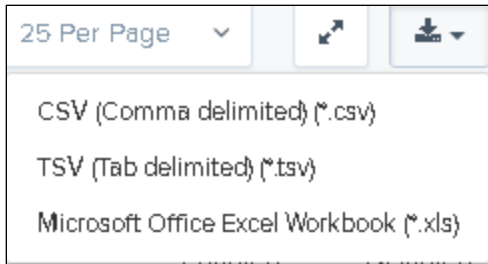 25 Per Page
CSV (Comma delimited) (*.csv)
TSV (Tab delimited) (*.tsv)
Microsoft Office Excel Workbook (*.xls)